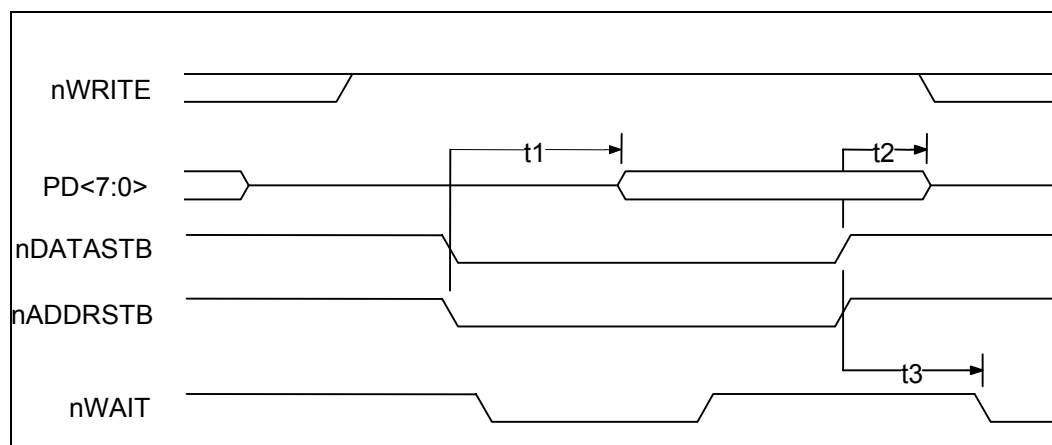 nWRITE
t1
t2
PD<7:0>
nDATASTB
nADDRSTB
t3
nWAIT